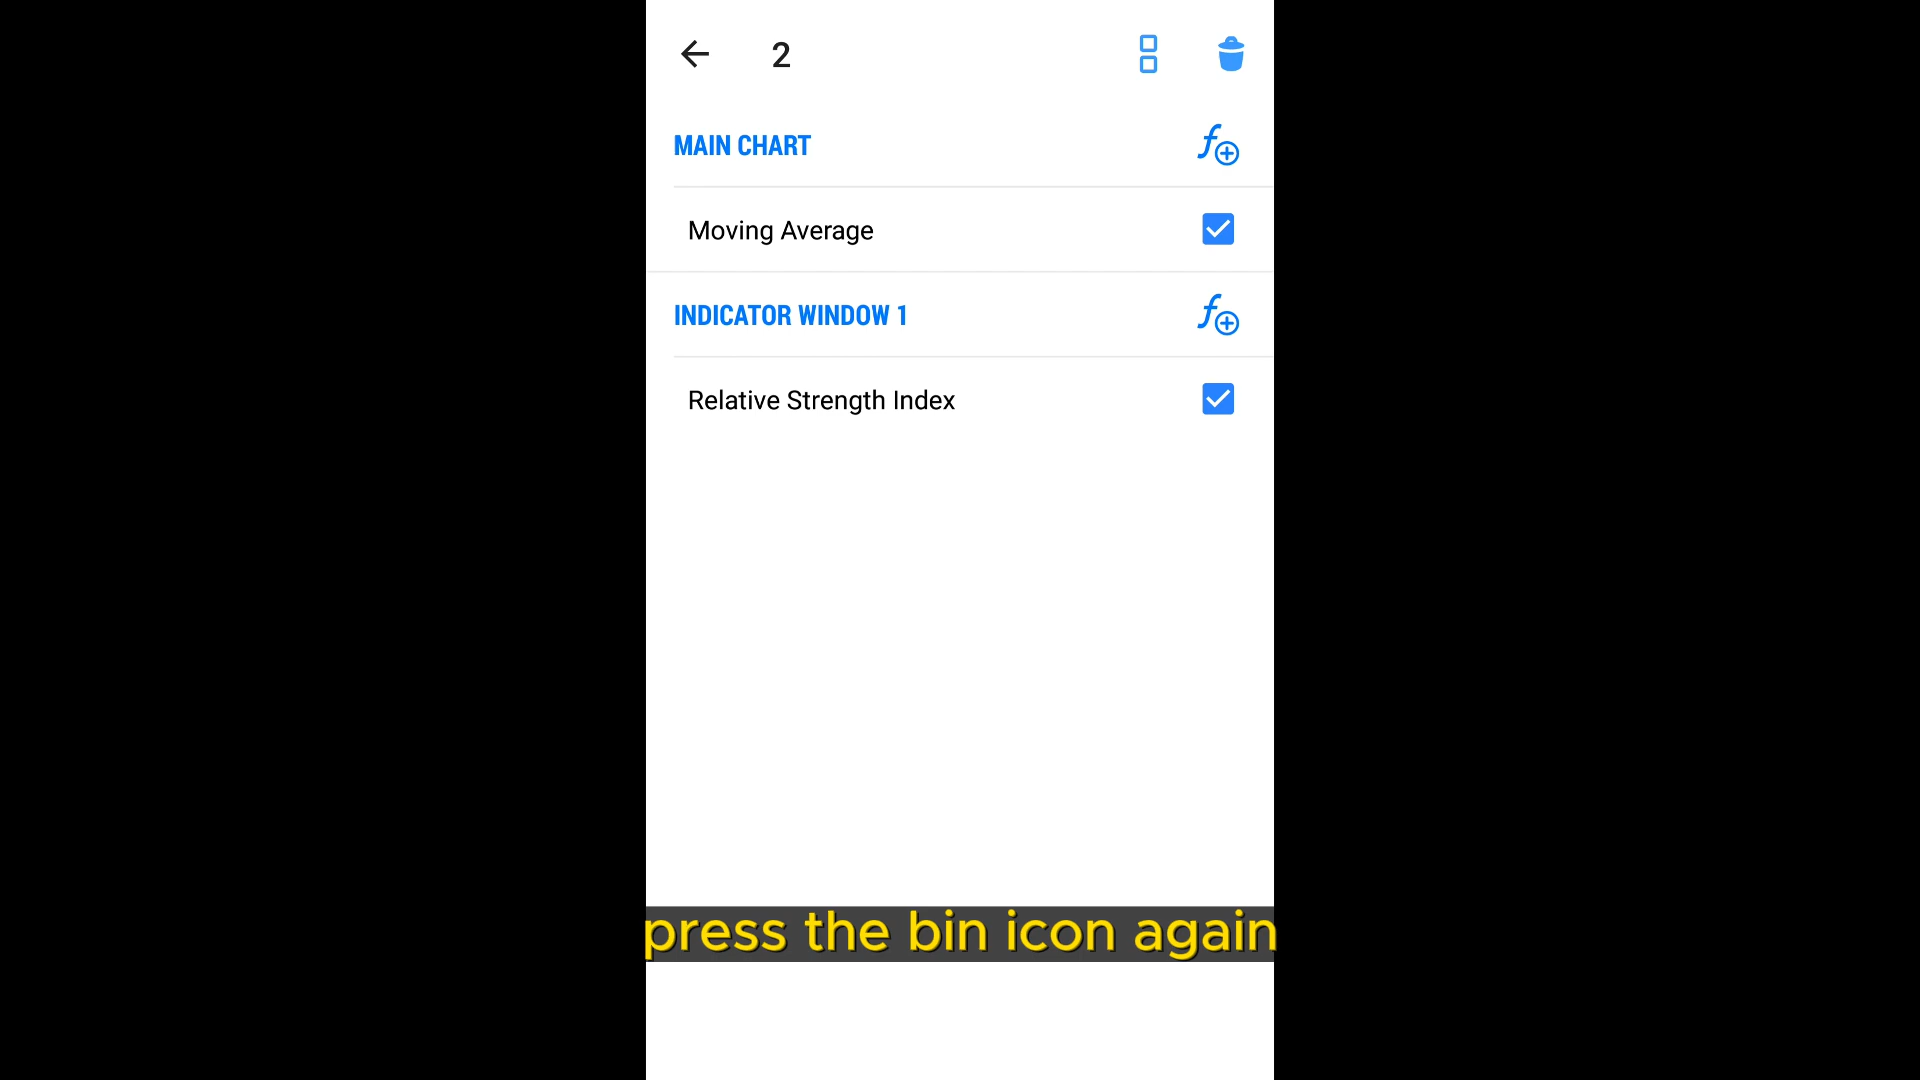 2
MAIN CHART
Moving Average
INDICATOR WINDOW 1
Relative Strength Index
press the bin icon again